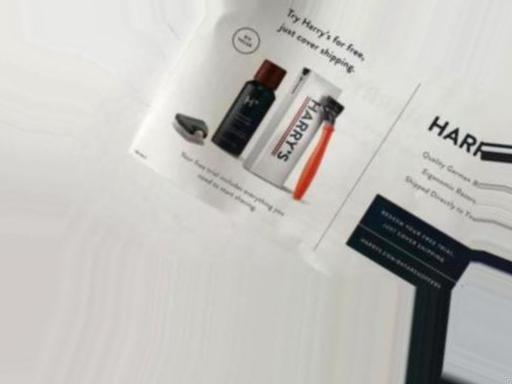 Try Harry's for free,
just cover shipping.
H'
HARRY'S
Your free trial includes everything you
need to start shaving.
HARR
Quality German
Ergonomic Razors
Shipped Directly to You
REDEEM YOUR FREE TRIAL,
JUST COVER SHIPPING